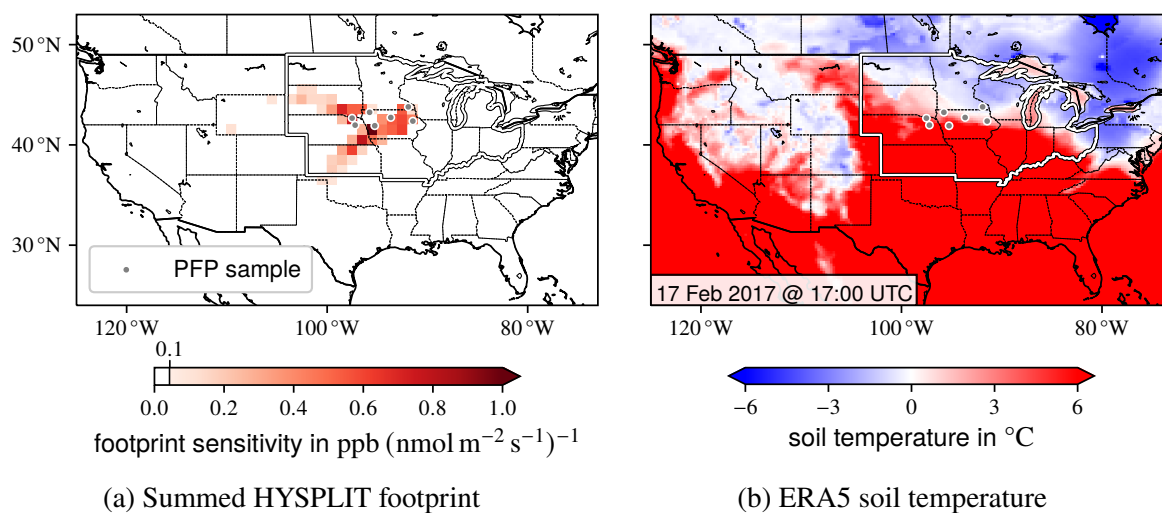 50 °N
40 °N
30 °N
PFP sample
120 °W
100 °W
80 °W
0.1
0.0
0.2
0.4
0.6
0.8
1.0
footprint sensitivity in ppb (nmol m⁻² s⁻¹)⁻¹
(a) Summed HYSPLIT footprint
17 Feb 2017 @ 17:00 UTC
120 °W
100 °W
80 °W
−6
−3
0
3
6
soil temperature in °C
(b) ERA5 soil temperature